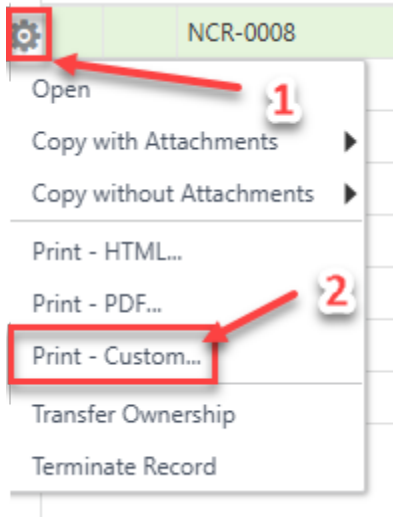 NCR-0008
Open
1
Copy with Attachments
Copy without Attachments
Print - HTML...
Print - PDF...
2
Print - Custom...
Transfer Ownership
Terminate Record